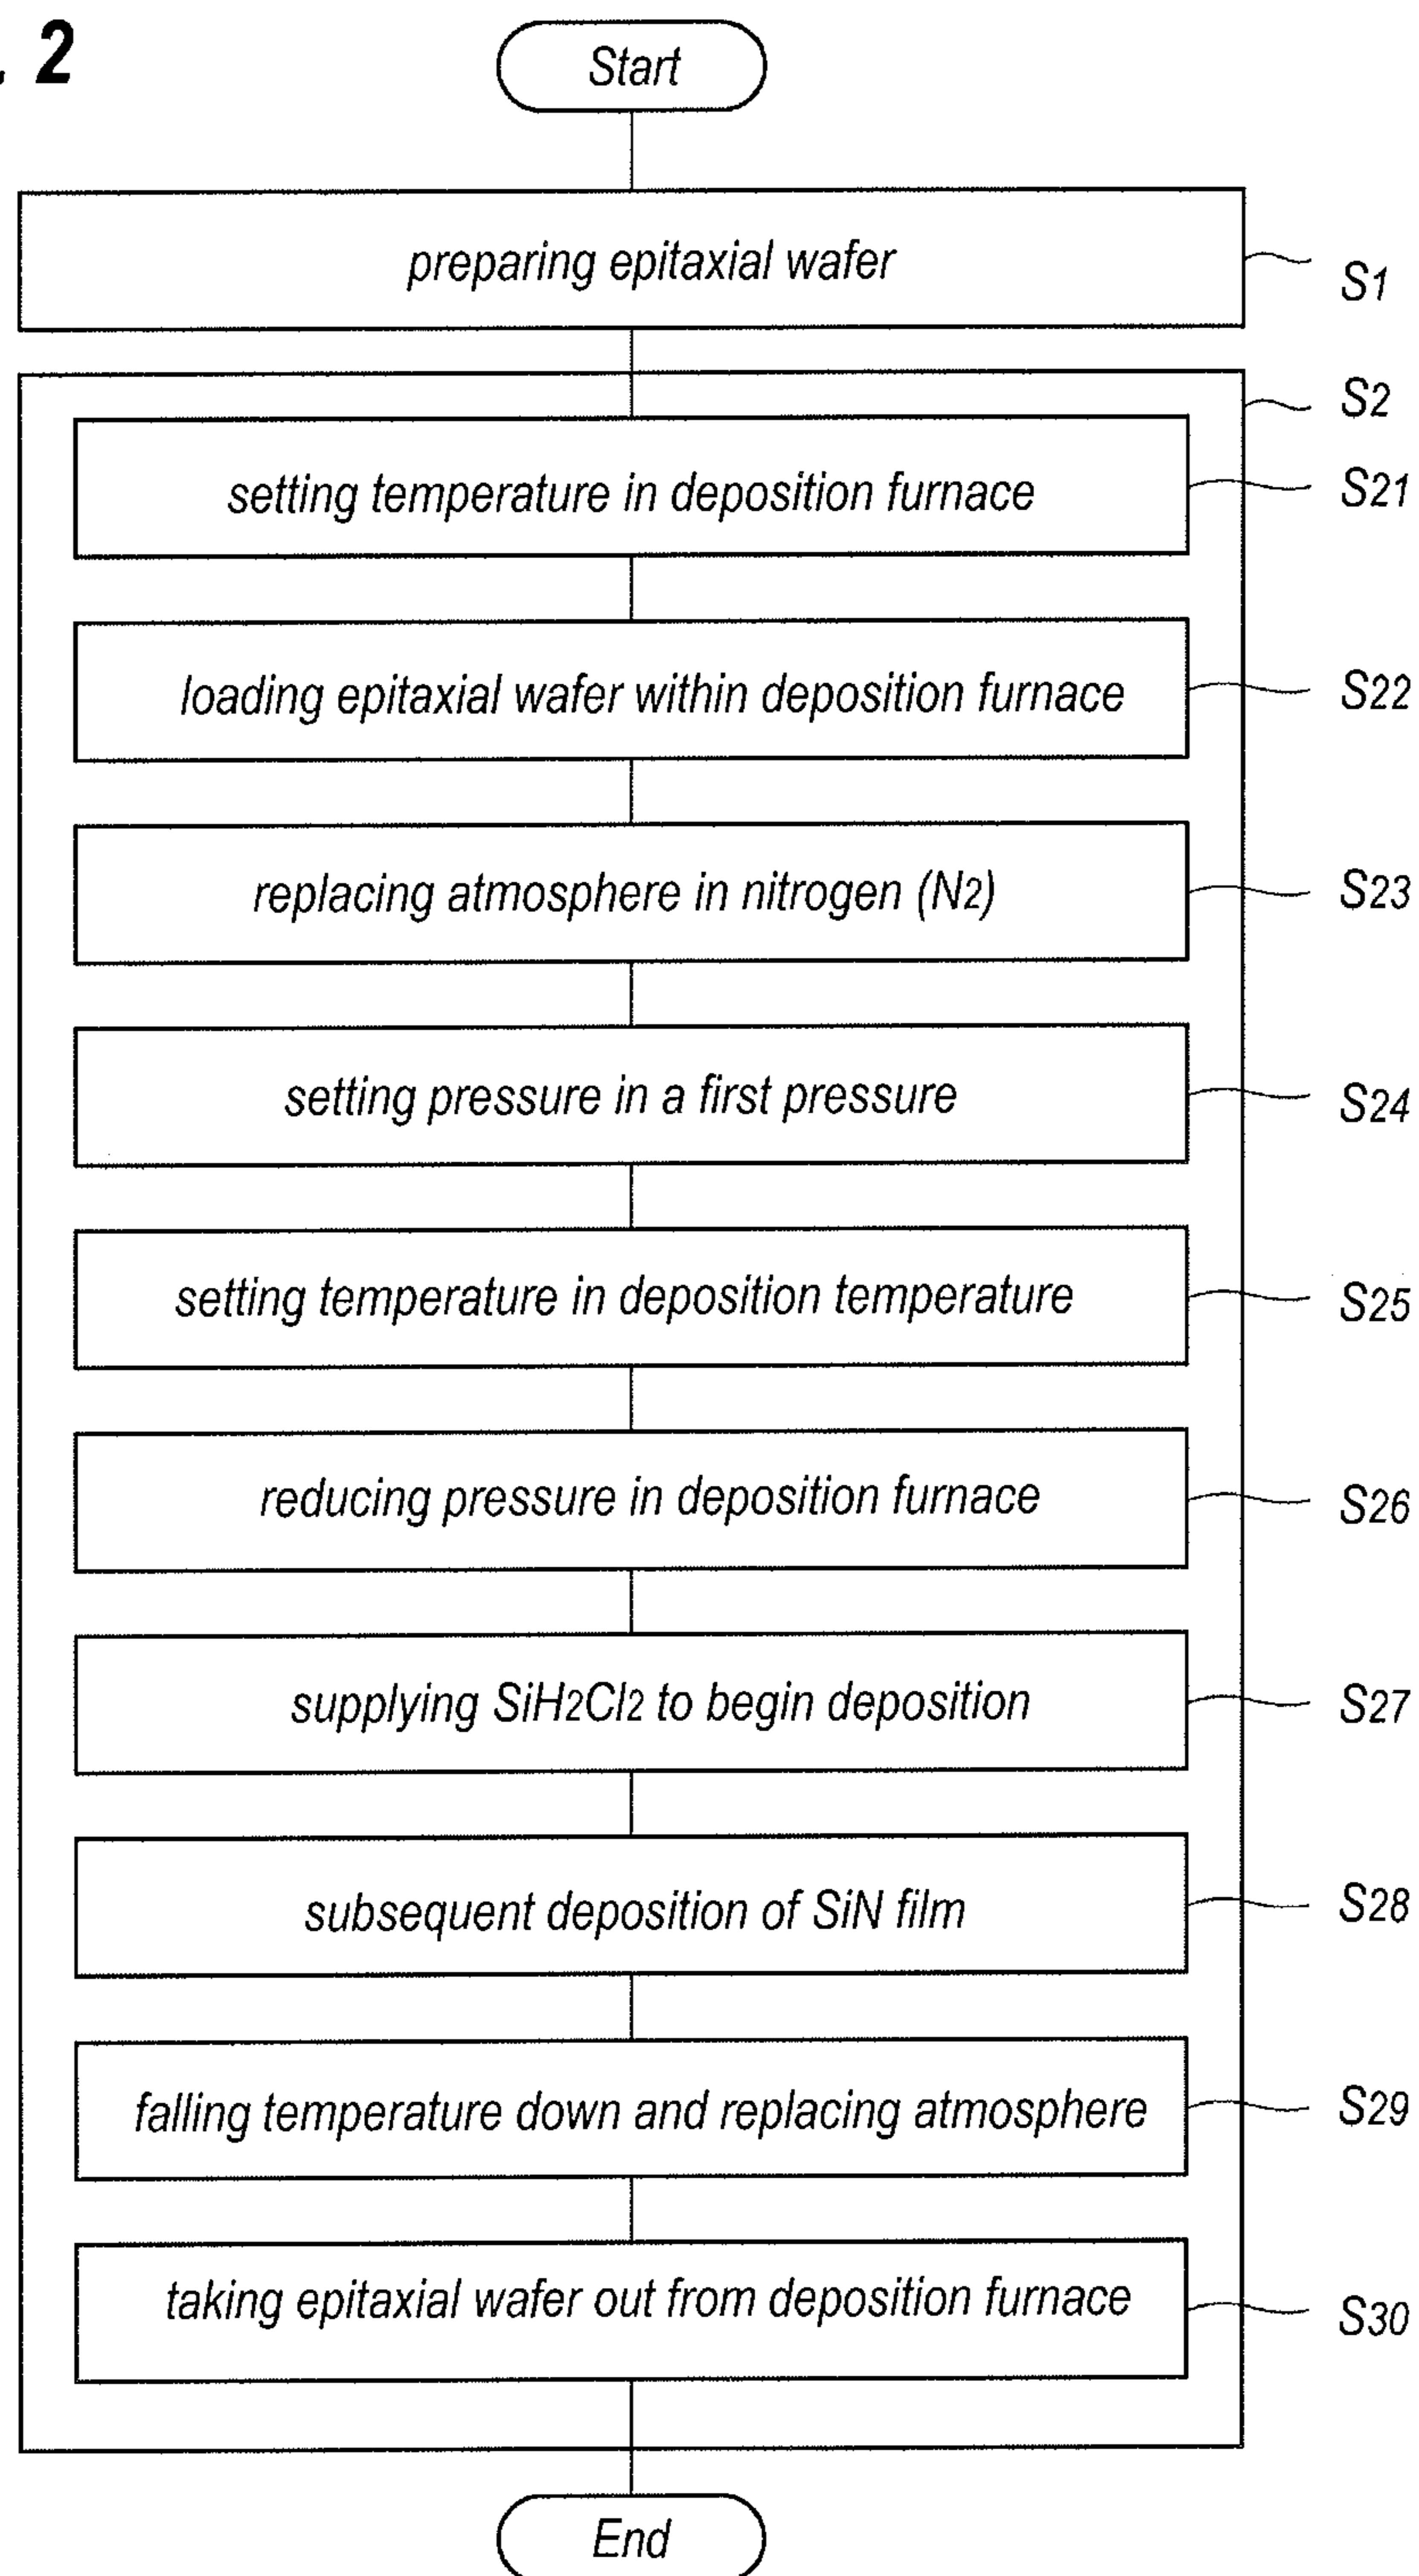 . 2
Start
preparing epitaxial wafer
S1
S2
setting temperature in deposition furnace
S21
loading epitaxial wafer within deposition furnace
S22
replacing atmosphere in nitrogen (N2)
S23
setting pressure in a first pressure
S24
setting temperature in deposition temperature
S25
reducing pressure in deposition furnace
S26
supplying SiH2Cl2 to begin deposition
S27
subsequent deposition of SiN film
S28
falling temperature down and replacing atmosphere
S29
taking epitaxial wafer out from deposition furnace
S30
End